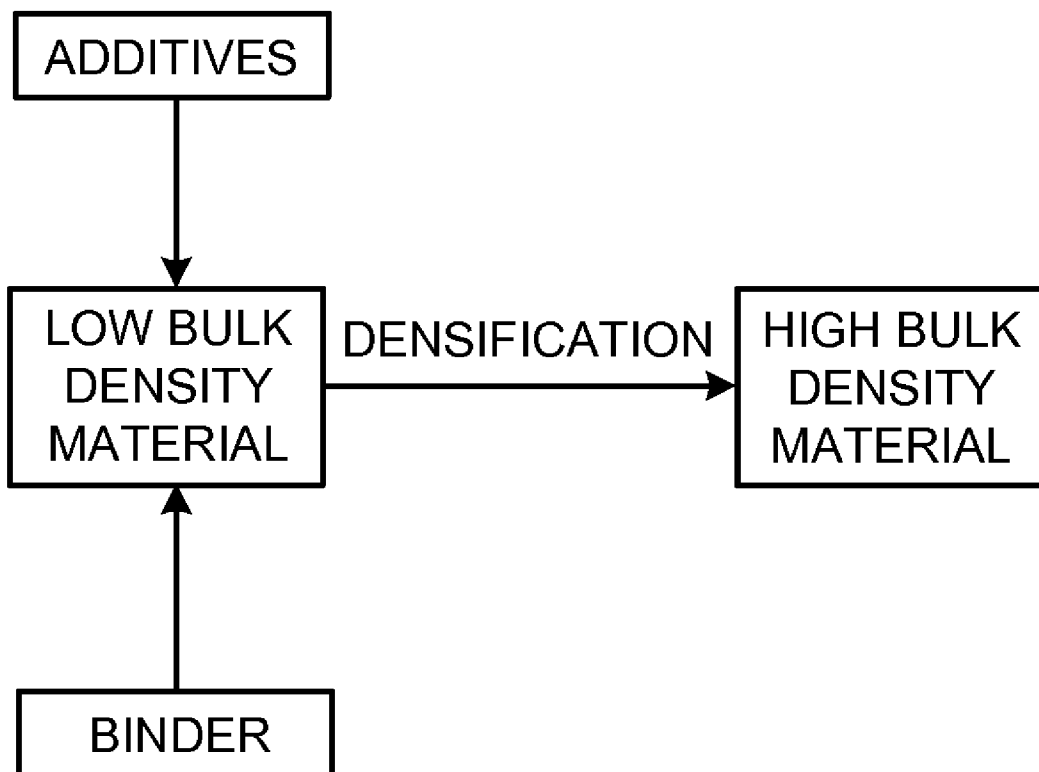 ADDITIVES
LOW BULK
DENSITY
MATERIAL
DENSIFICATION
HIGH BULK
DENSITY
MATERIAL
BINDER